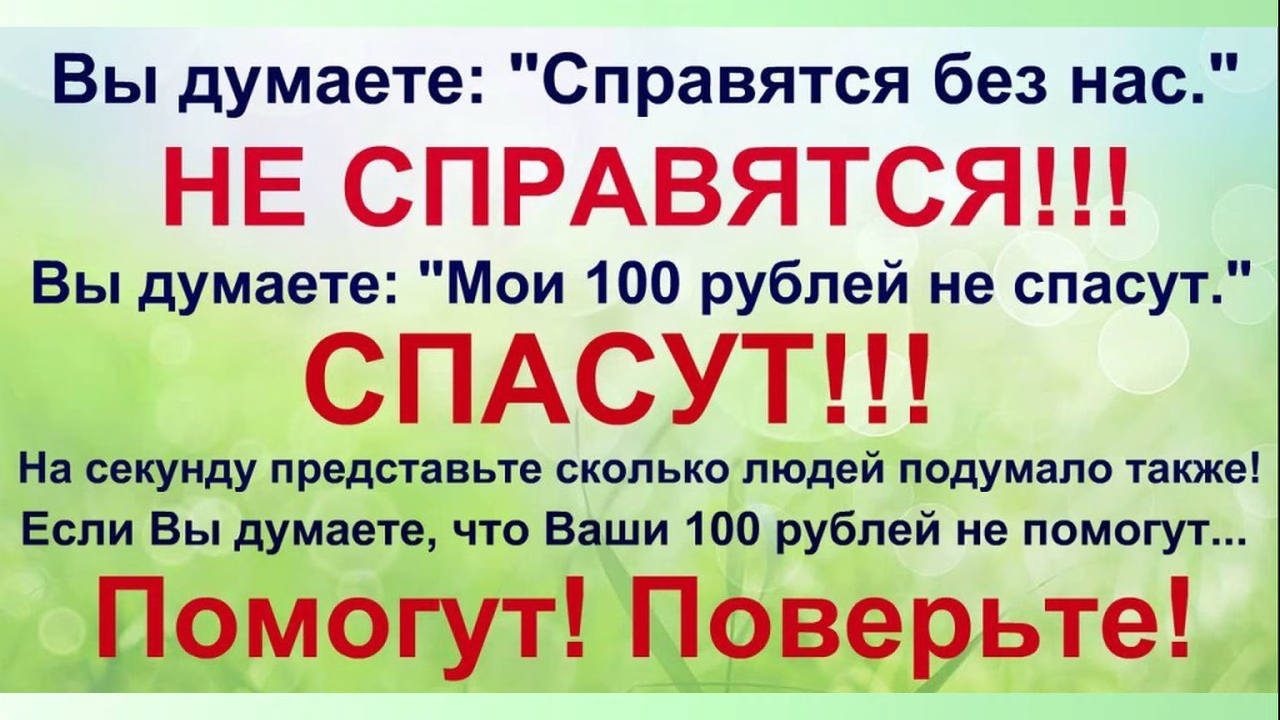 Вы думаете: "Справятся без нас."
НЕ СПРАВЯТСЯ!!!
Вы думаете: "Мои 100 рублей не спасут."
СПАСУТ!!!
На секунду представьте сколько людей подумало также!
Если Вы думаете, что Ваши 100 рублей не помогут...
Помогут! Поверьте!